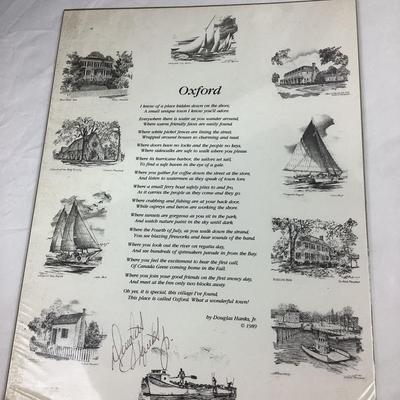 Oxford
I know of a place hidden down on the shore,
A small unique town I know you'll adore.
Everywhere there is water as you wander around,
Where warm friendly faces are easily found.
Where white picket fences are lining the street,
Wrapped around houses so charming and neat.
Where doors have no locks and the people no keys,
Where sidewalks are safe to walk where you please
Where its hurricane harbor, the sailors set sail,
To find a safe haven in the eye of a gale.
Where you gather for coffee down at the store,
And listen to watermen as they speak of town lore.
Where a small ferry boat safely plies to and fro,
As it carries the people as they come and they go.
Where crabbing and fishing are at your back door,
While ospreys and heron are working the shore.
Where sunsets are gorgeous as you sit in the park,
And watch nature paint in the sky until dark
Where the Fourth of July, as you walk down the strand,
You see blazing fireworks and hear sounds of the band.
Where you look out the river on regatta day,
And see hundreds of spinnakers parade in from the Bay.
Where you feel the excitement to hear the first call,
Of Canada Geese coming home in the Fall.
Where you join your good friends on the first snowy day,
And meet at the Inn only two blocks away
Oh yes, it is special, this village I've found.
This place is called Oxford. What a wonderful town!
by Douglas Hanks, Jr.
© 1989